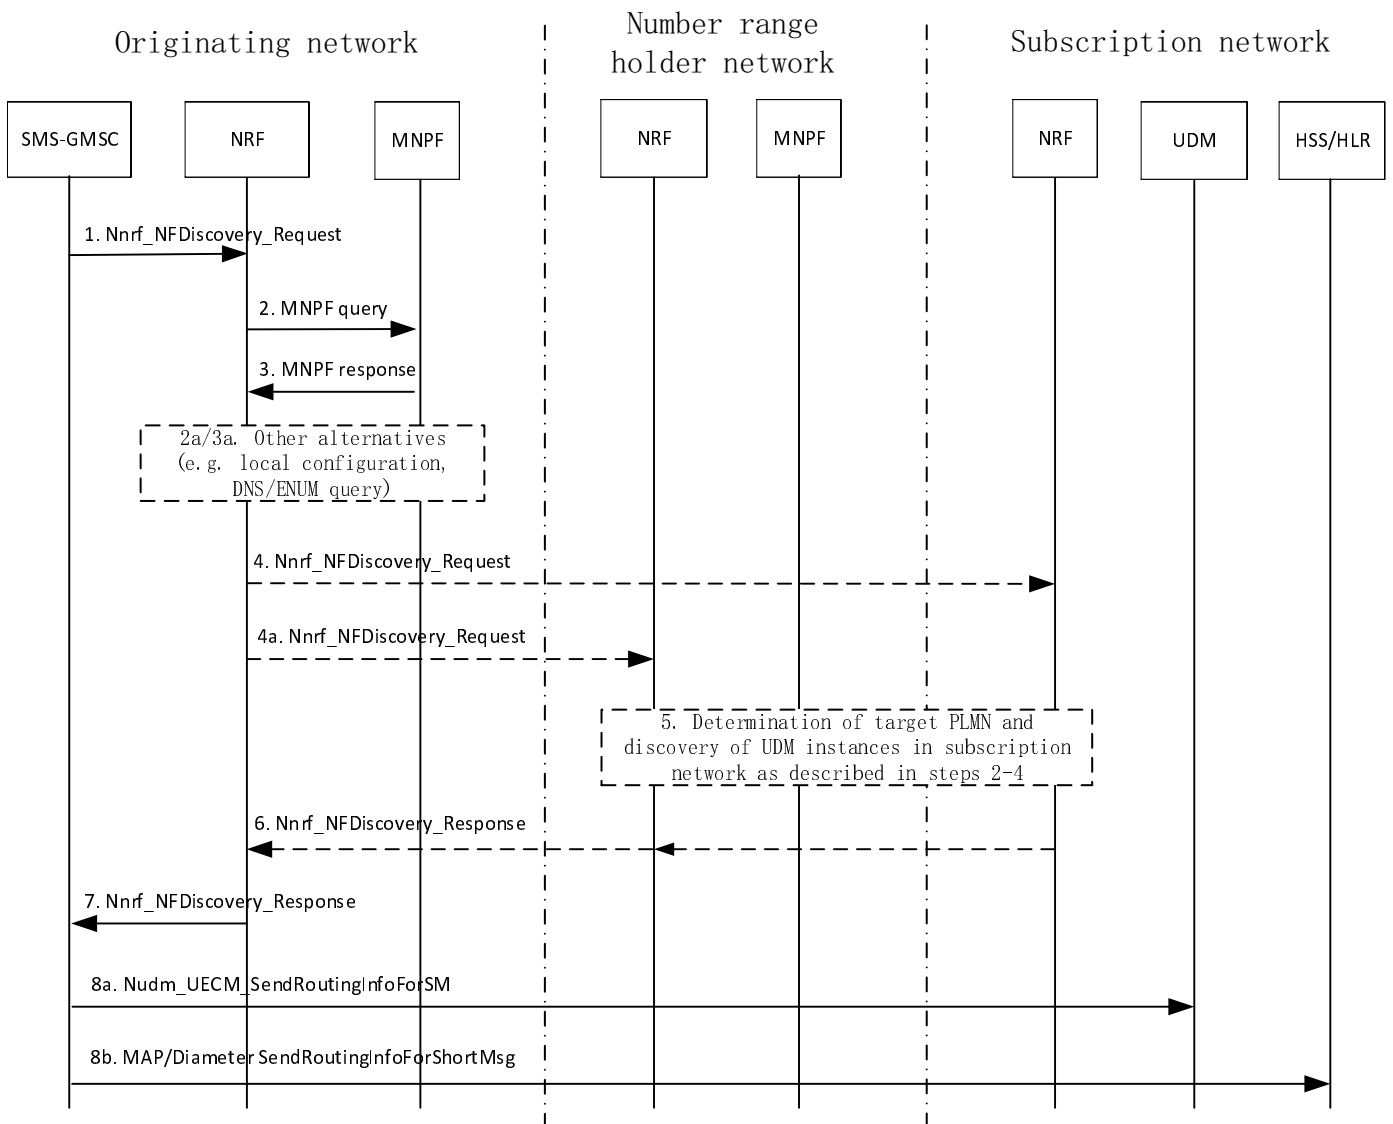 Originating network
Number range
holder network
Subscription network
SMS-GMSC
NRF
MNPF
NRF
MNPF
NRF
UDM
HSS/HLR
1. Nnrf_NFDiscovery_Request
2. MNPF query
3. MNPF response
2a/3a. Other alternatives
(e.g. local configuration,
DNS/ENUM query)
4. Nnrf_NFDiscovery_Request
4a. Nnrf_NFDiscovery_Request
5. Determination of target PLMN and
discovery of UDM instances in subscription
network as described in steps 2-4
6. Nnrf_NFDiscovery_Response
7. Nnrf_NFDiscovery_Response
8a. Nudm_UECM_SendRoutingInfoForSM
8b. MAP/Diameter SendRoutingInfoForShortMsg